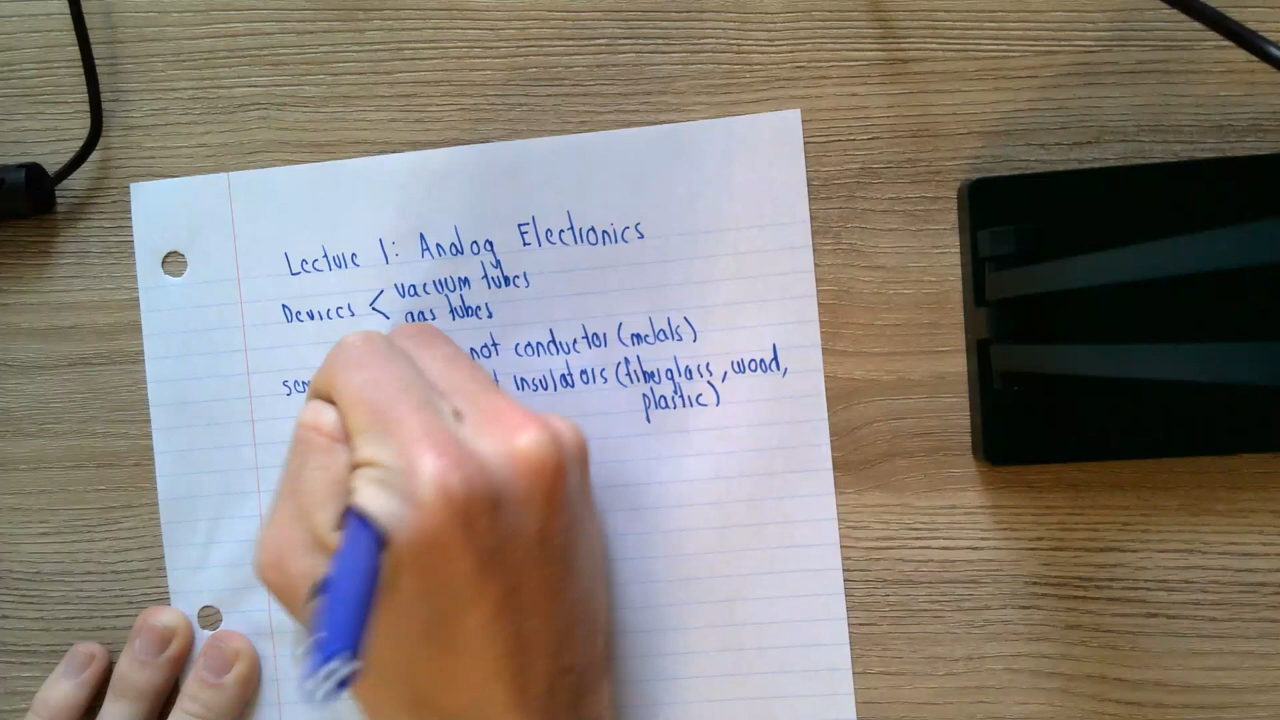 Lecture 1: Analog Electronics
Devices < vacuum tubes
gas tubes
not conductor (metals)
insulators (fiberglass, wood,
plastic)